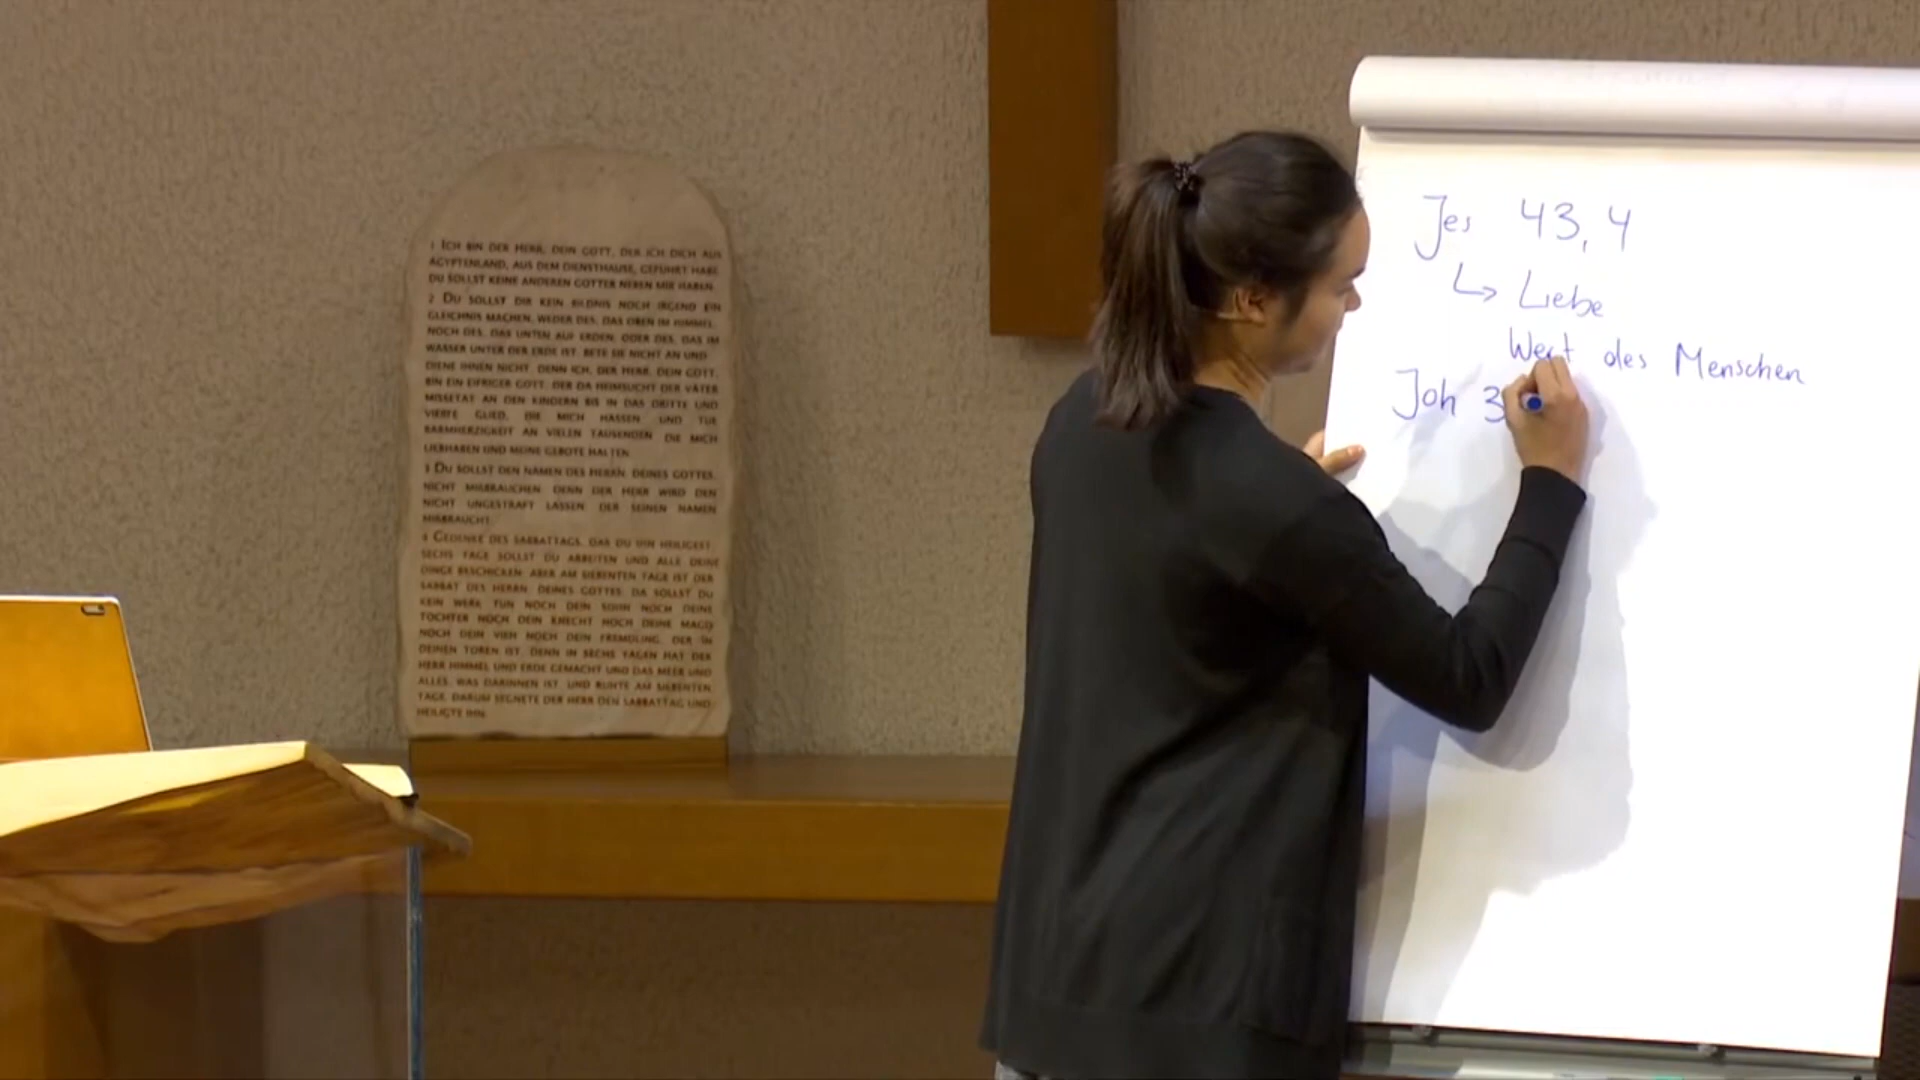 1 ICH BIN DER HERR, DEIN GOTT, DER ICH DICH AUS
ÄGYPTENLAND, AUS DEM DIENSTHAUSE, GEFÜHRT HABE.
DU SOLLST KEINE ANDEREN GÖTTER NEBEN MIR HABEN.
2 DU SOLLST DIR KEIN BILDNIS NOCH IRGEND EIN
GLEICHNIS MACHEN, WEDER DES, DAS OBEN IM HIMMEL,
NOCH DES, DAS UNTEN AUF ERDEN, ODER DES, DAS IM
WASSER UNTER DER ERDE IST. BETE SIE NICHT AN UND
DIENE IHNEN NICHT. DENN ICH, DER HERR, DEIN GOTT,
BIN EIN EIFRIGER GOTT, DER DA HEIMSUCHT DER VÄTER
MISSETAT AN DEN KINDERN BIS IN DAS DRITTE UND
VIERTE GLIED, DIE MICH HASSEN UND TUE
BARMHERZIGKEIT AN VIELEN TAUSENDEN, DIE MICH
LIEBHABEN UND MEINE GEBOTE HALTEN.
3 DU SOLLST DEN NAMEN DES HERRN, DEINES GOTTES,
NICHT MISSBRAUCHEN. DENN DER HERR WIRD DEN
NICHT UNGESTRAFT LASSEN, DER SEINEN NAMEN
MISSBRAUCHT.
4 GEDENKE DES SABBATTAGS, DAS DU IHN HEILIGEST.
SECHS TAGE SOLLST DU ARBEITEN UND ALLE DEINE
DINGE BESCHICKEN. ABER AM SIEBENTEN TAGE IST DER
SABBAT DES HERRN, DEINES GOTTES. DA SOLLST DU
KEIN WERK TUN NOCH DEIN SOHN NOCH DEINE
TOCHTER NOCH DEIN KNECHT NOCH DEINE MAGD
NOCH DEIN VIEH NOCH DEIN FREMDLING, DER IN
DEINEN TOREN IST. DENN IN SECHS TAGEN HAT DER
HERR HIMMEL UND ERDE GEMACHT UND DAS MEER UND
ALLES, WAS DARINNEN IST, UND RUHTE AM SIEBENTEN
TAGE. DARUM SEGNETE DER HERR DEN SABBATTAG UND
HEILIGTE IHN.
Jes 43,4
↳ Liebe
Wert des Menschen
Joh 3